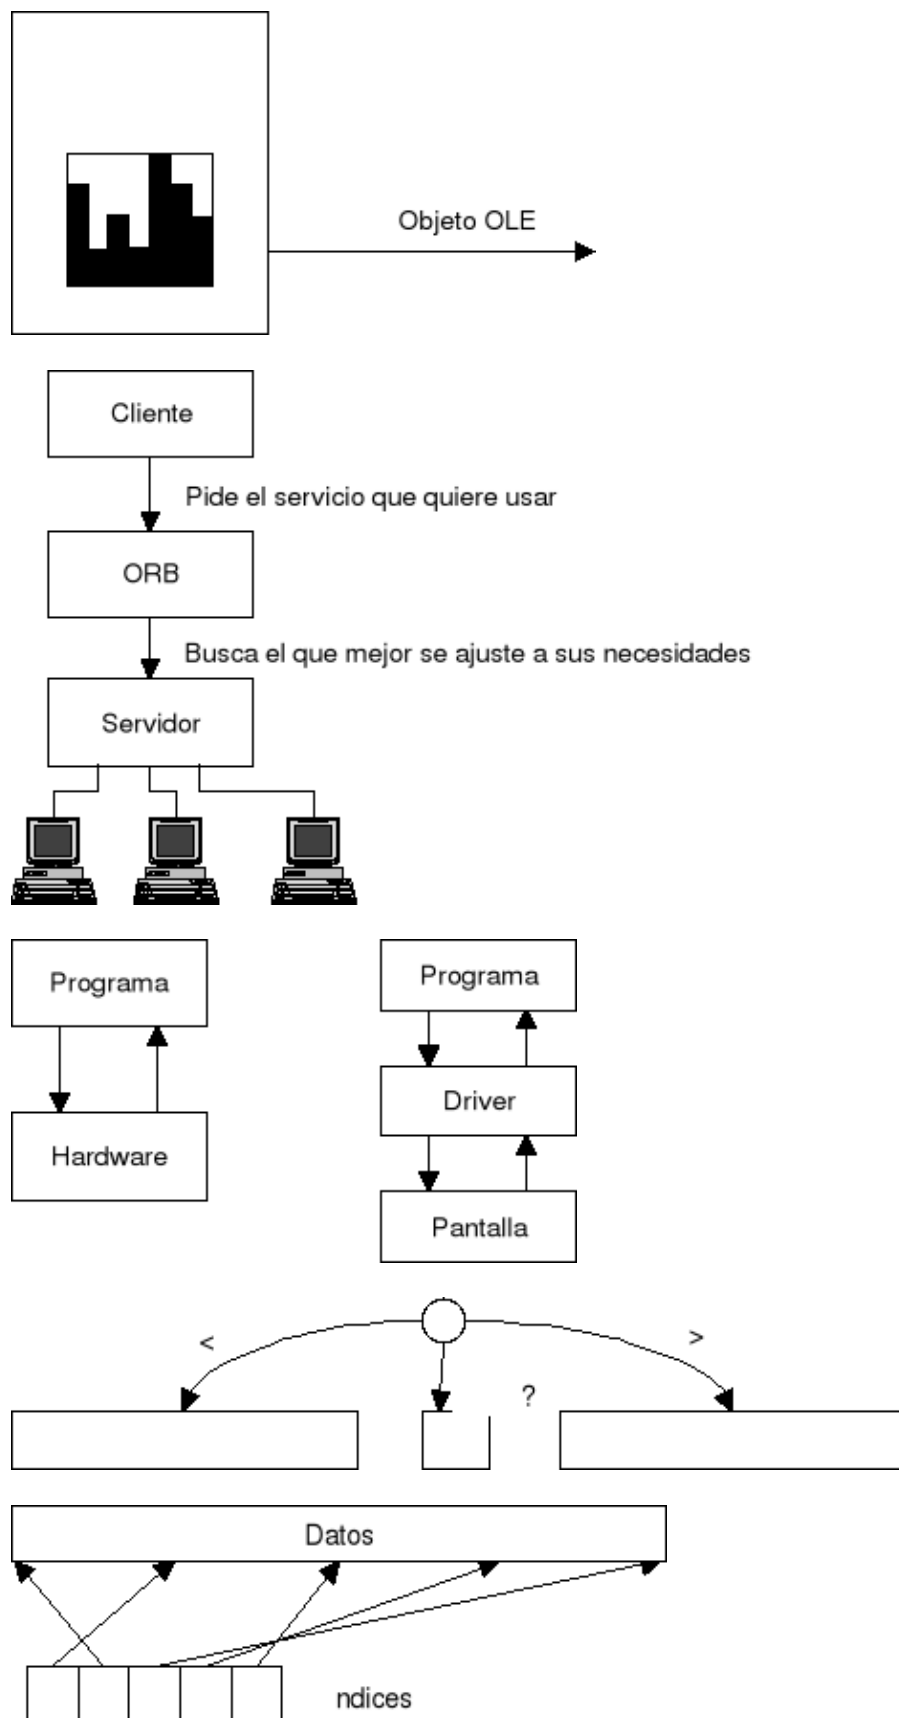 Objeto OLE
Cliente
Pide el servicio que quiere usar
ORB
Busca el que mejor se ajuste a sus necesidades
Servidor
Programa
Programa
Driver
Hardware
Pantalla
<
>
?
Datos
ndices